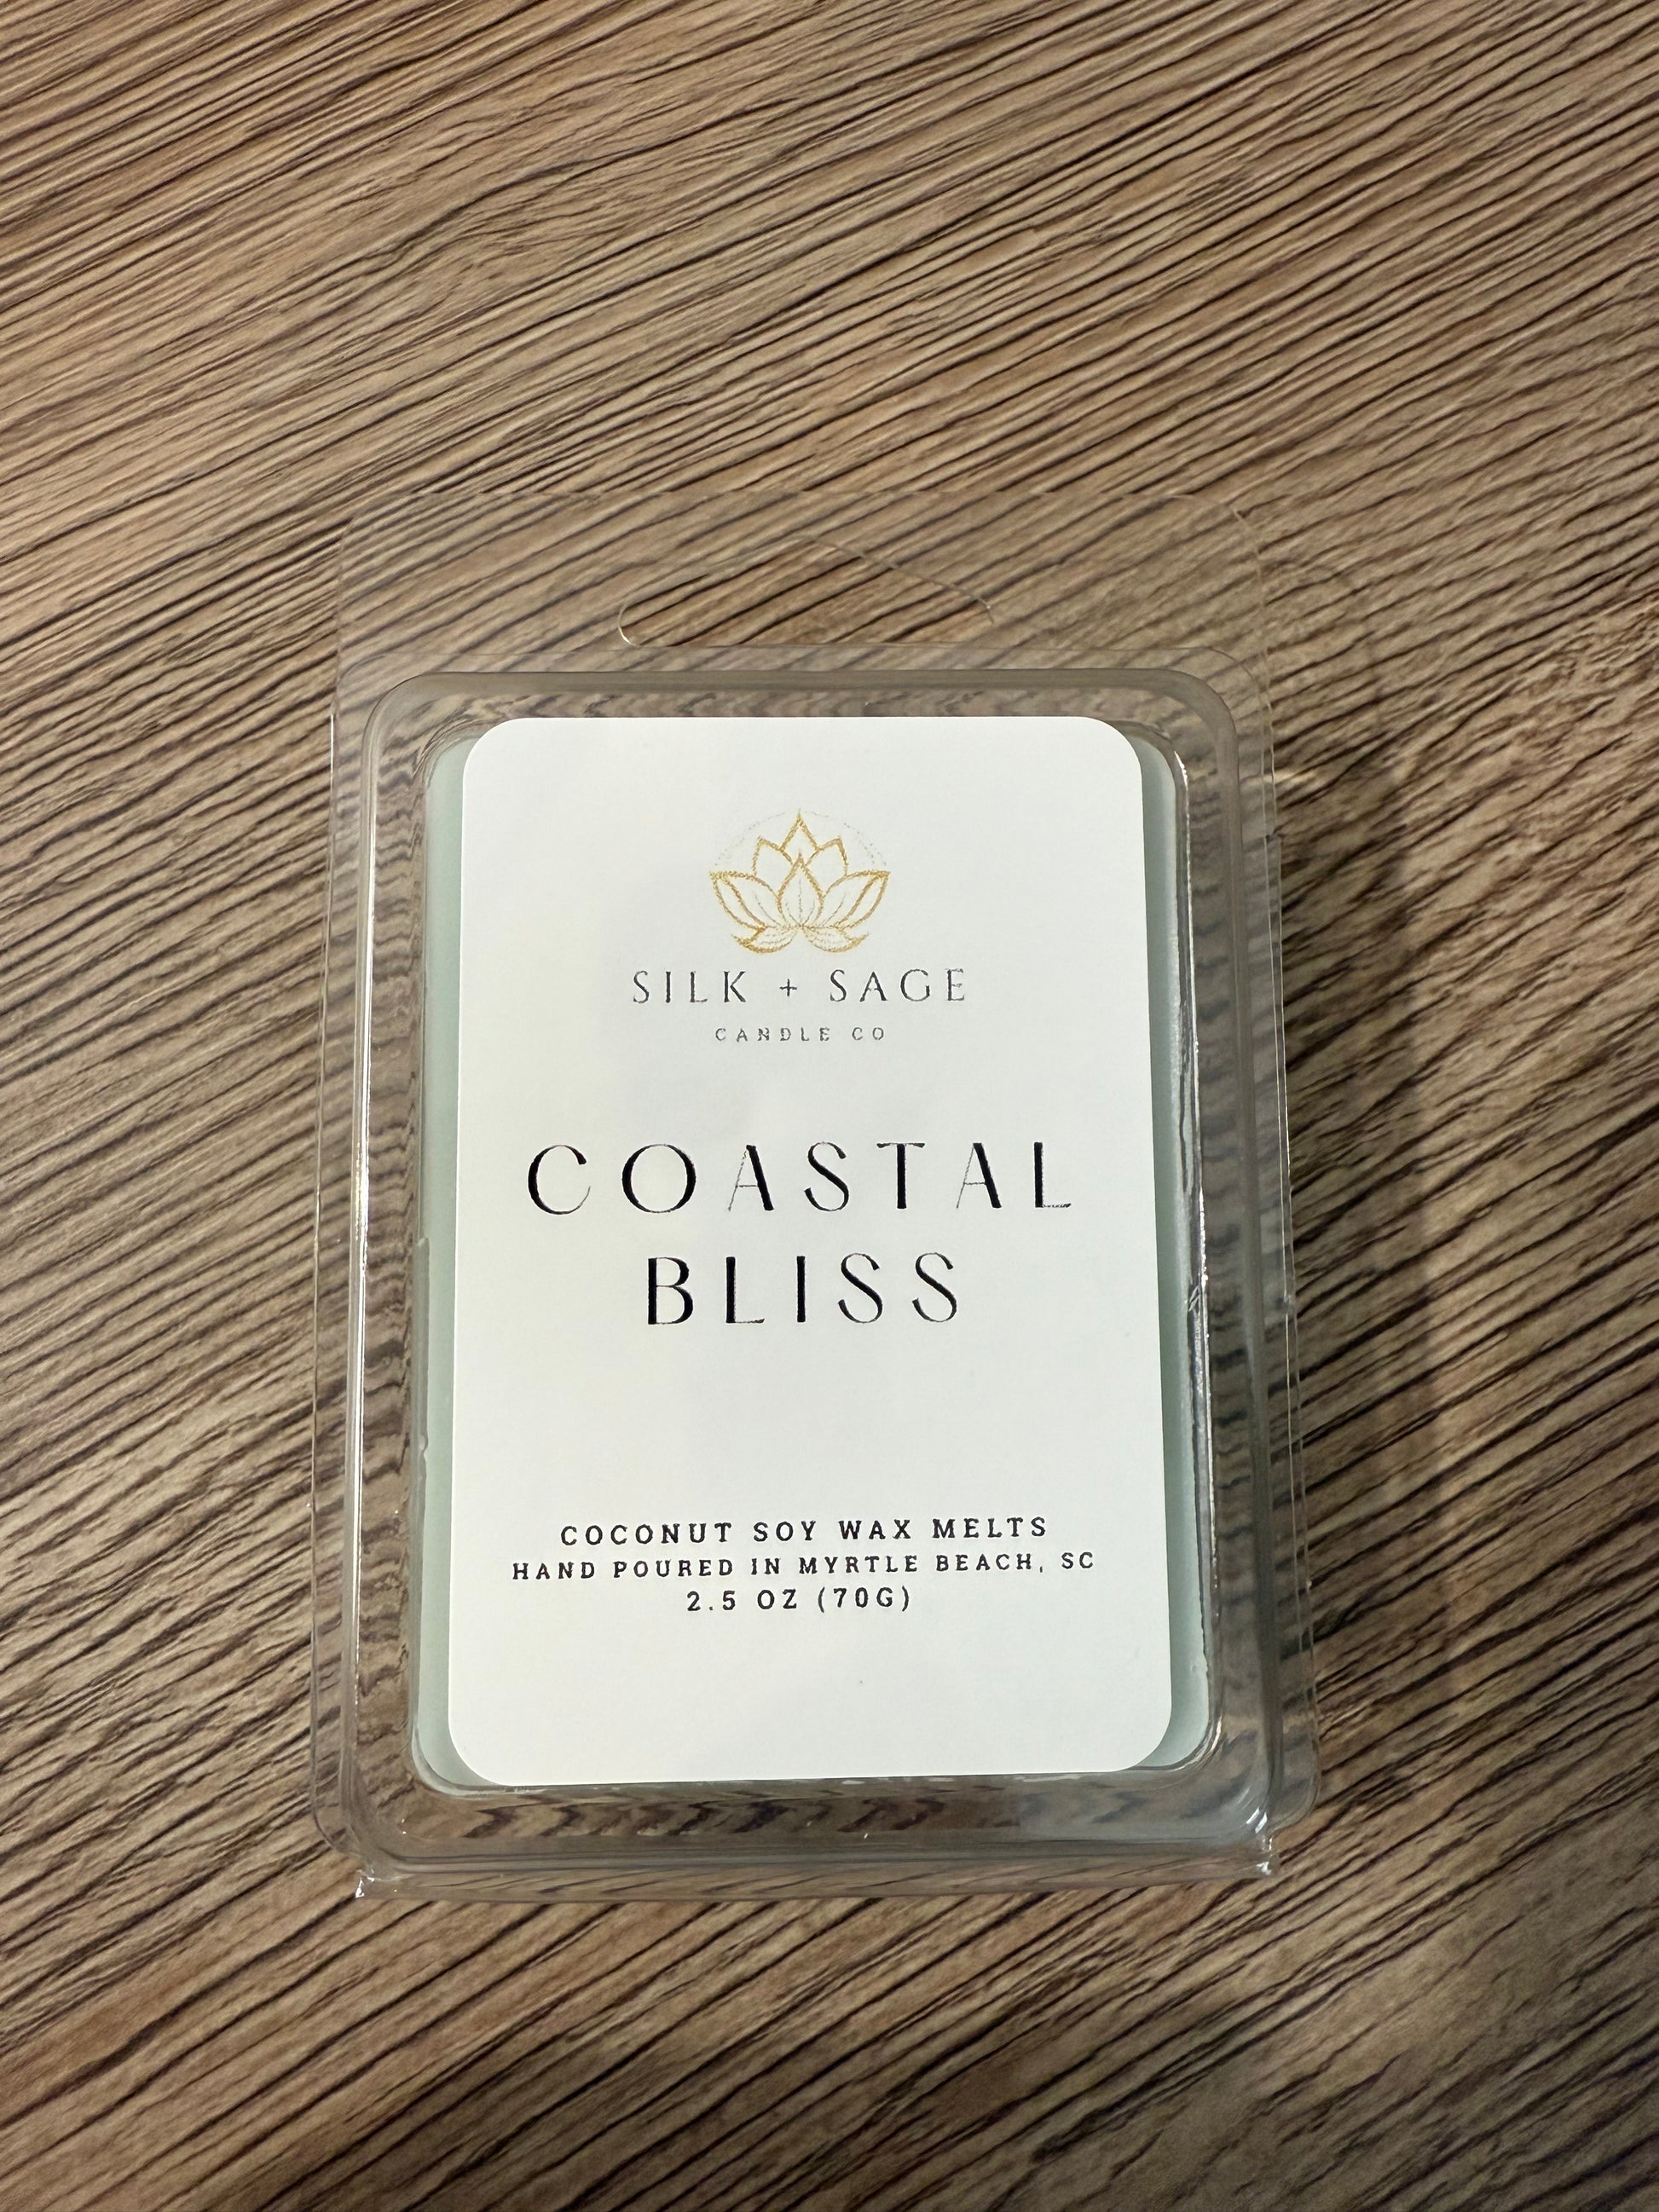 SILK + SAGE
CANDLE CO
COASTAL
BLISS
COCONUT SOY WAX MELTS
HAND POURED IN MYRTLE BEACH, SC
2.5 OZ (70G)